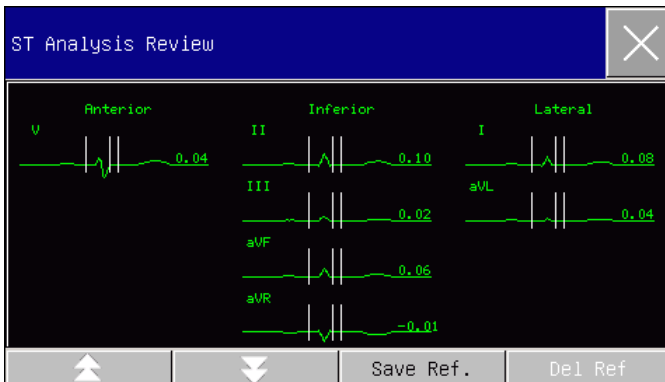 ST Analysis Review
Anterior Inferior Lateral
V II I
0.04 0.10 0.08
III aVL
0.02 0.04
aVF
0.06
aVR
-0.01
Save Ref. Del Ref